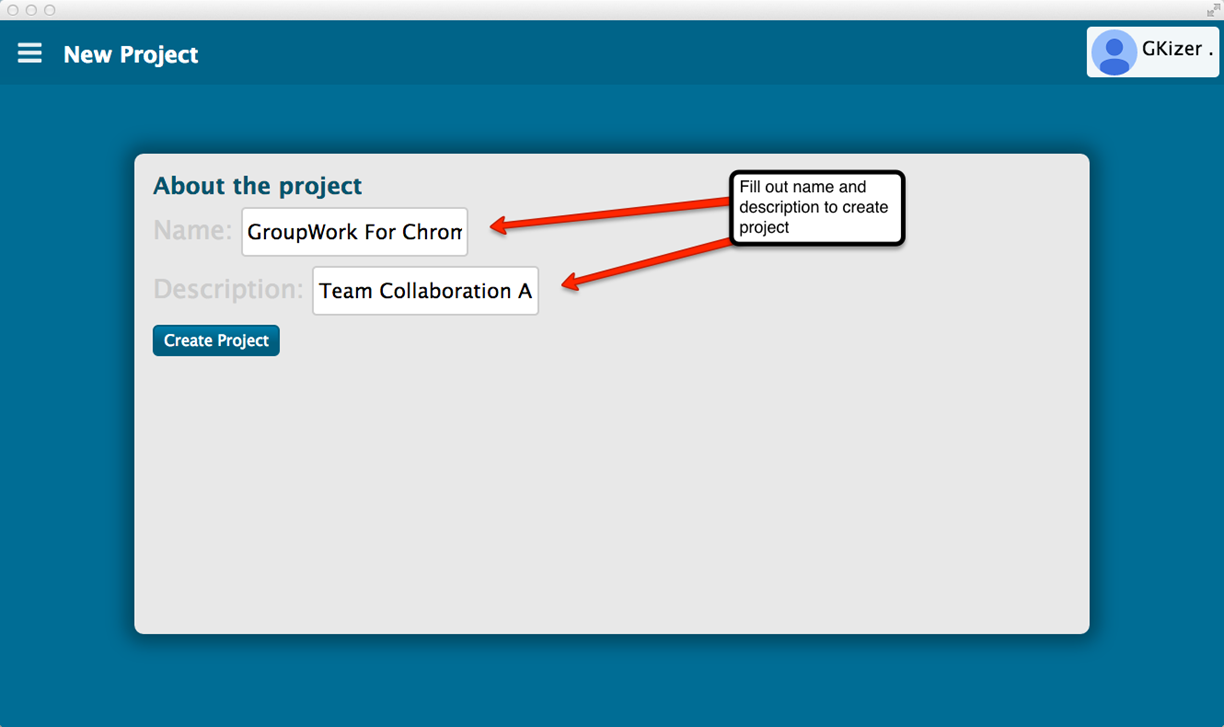 New Project
GKizer .
About the project
Name: GroupWork For Chrom
Fill out name and
description to create
project
Description: Team Collaboration A
Create Project